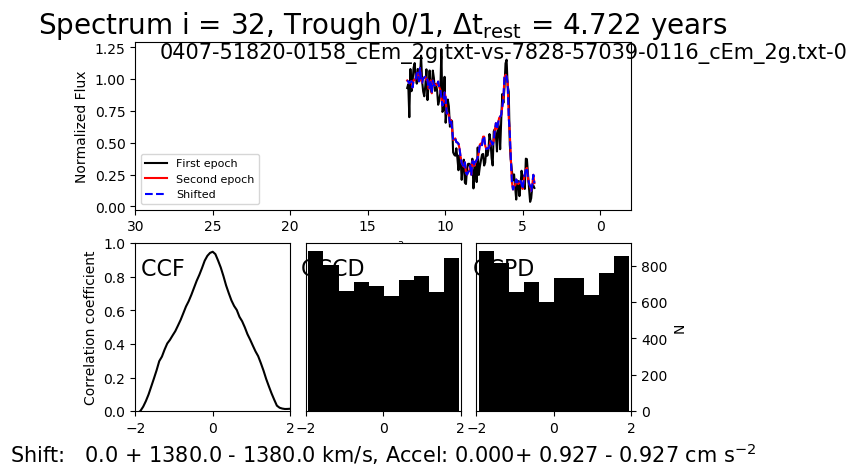 Spectrum i = 32, Trough 0/1, Δt_rest = 4.722 years
0407-51820-0158_cEm_2g.txt-vs-7828-57039-0116_cEm_2g.txt-0
Normalized Flux
1.25
1.00
0.75
0.50
0.25
0.00
First epoch
Second epoch
Shifted
30 25 20 15 10 5 0
Correlation coefficient
1.0
0.8
0.6
0.4
0.2
0.0
CCF
CCCD
CCPD
800
600
400
200
0
N
−2 0 2
−2 0 2
−2 0 2
Shift: 0.0 + 1380.0 - 1380.0 km/s, Accel: 0.000+ 0.927 - 0.927 cm s⁻²